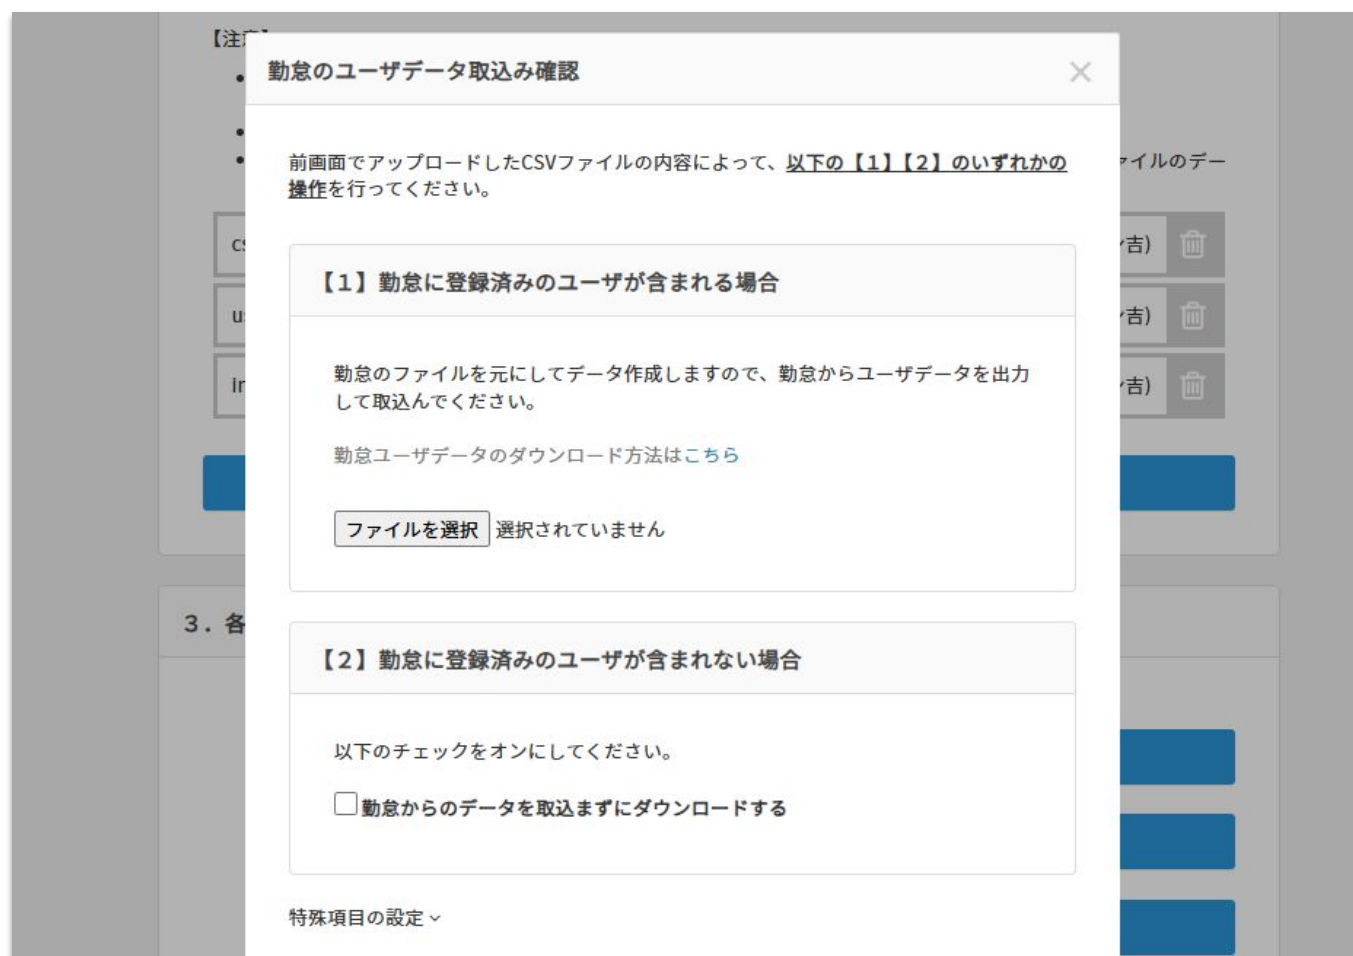 【注意】
勤怠のユーザデータ取込み確認
前画面でアップロードしたCSVファイルの内容によって、以下の【１】【２】のいずれかの
操作を行ってください。
ァイルのデー
【１】勤怠に登録済みのユーザが含まれる場合
吉)
吉)
勤怠のファイルを元にしてデータ作成しますので、勤怠からユーザデータを出力
して取込んでください。
吉)
勤怠ユーザデータのダウンロード方法はこちら
ファイルを選択 選択されていません
３．各
【２】勤怠に登録済みのユーザが含まれない場合
以下のチェックをオンにしてください。
勤怠からのデータを取込まずにダウンロードする
特殊項目の設定